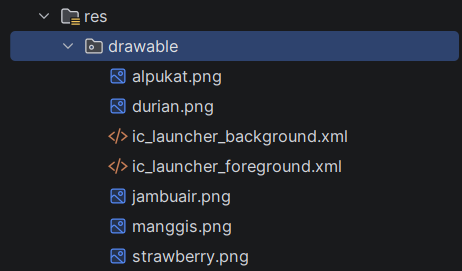 res
drawable
alpukat.png
durian.png
ic_launcher_background.xml
ic_launcher_foreground.xml
jambuair.png
manggis.png
strawberry.png